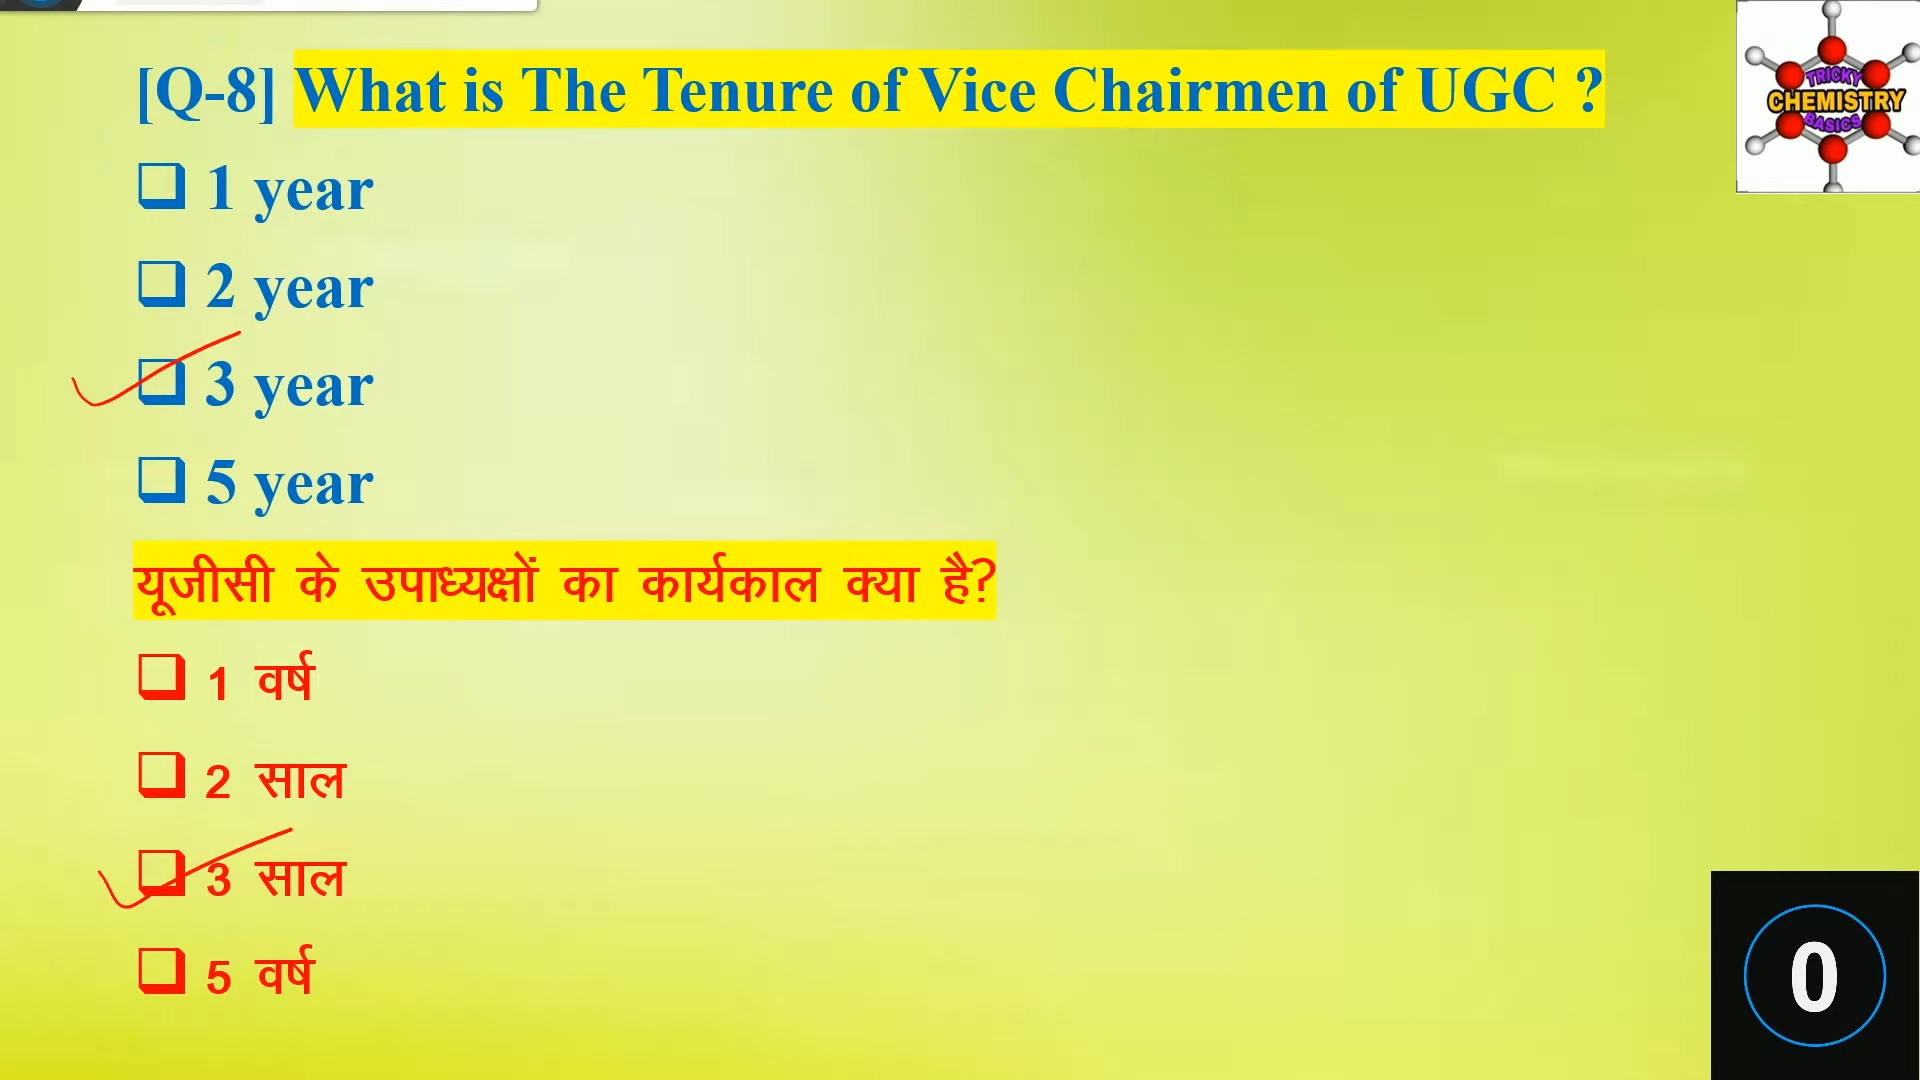 [Q-8] What is The Tenure of Vice Chairmen of UGC ?
1 year
2 year
3 year
5 year
यूजीसी के उपाध्यक्षों का कार्यकाल क्या है?
1 वर्ष
2 साल
3 साल
5 वर्ष
TRICKY
CHEMISTRY
BASICS
0